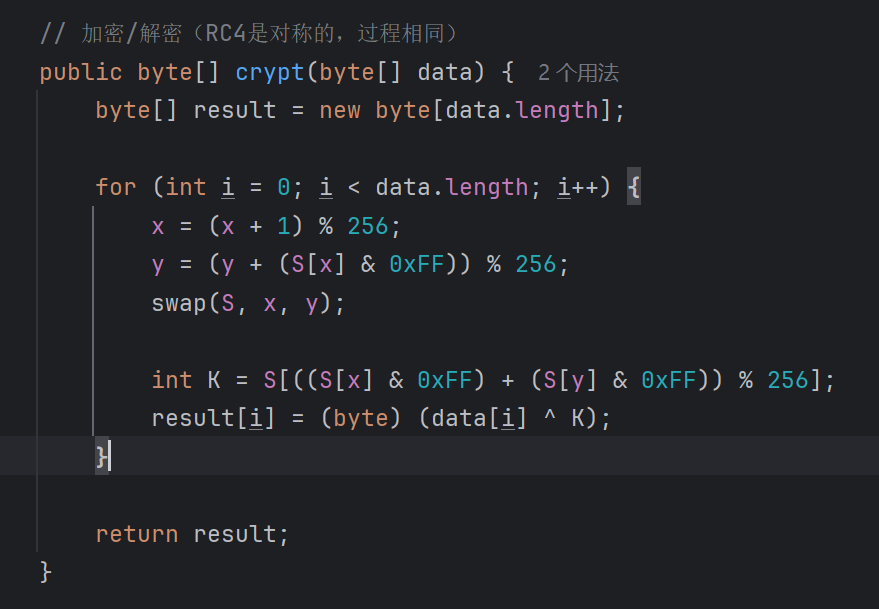 // 加密/解密（RC4是对称的，过程相同）
public byte[] crypt(byte[] data) { 2个用法
    byte[] result = new byte[data.length];
    for (int i = 0; i < data.length; i++) {
        x = (x + 1) % 256;
        y = (y + (S[x] & 0xFF)) % 256;
        swap(S, x, y);
        int K = S[((S[x] & 0xFF) + (S[y] & 0xFF)) % 256];
        result[i] = (byte) (data[i] ^ K);
    }
    return result;
}